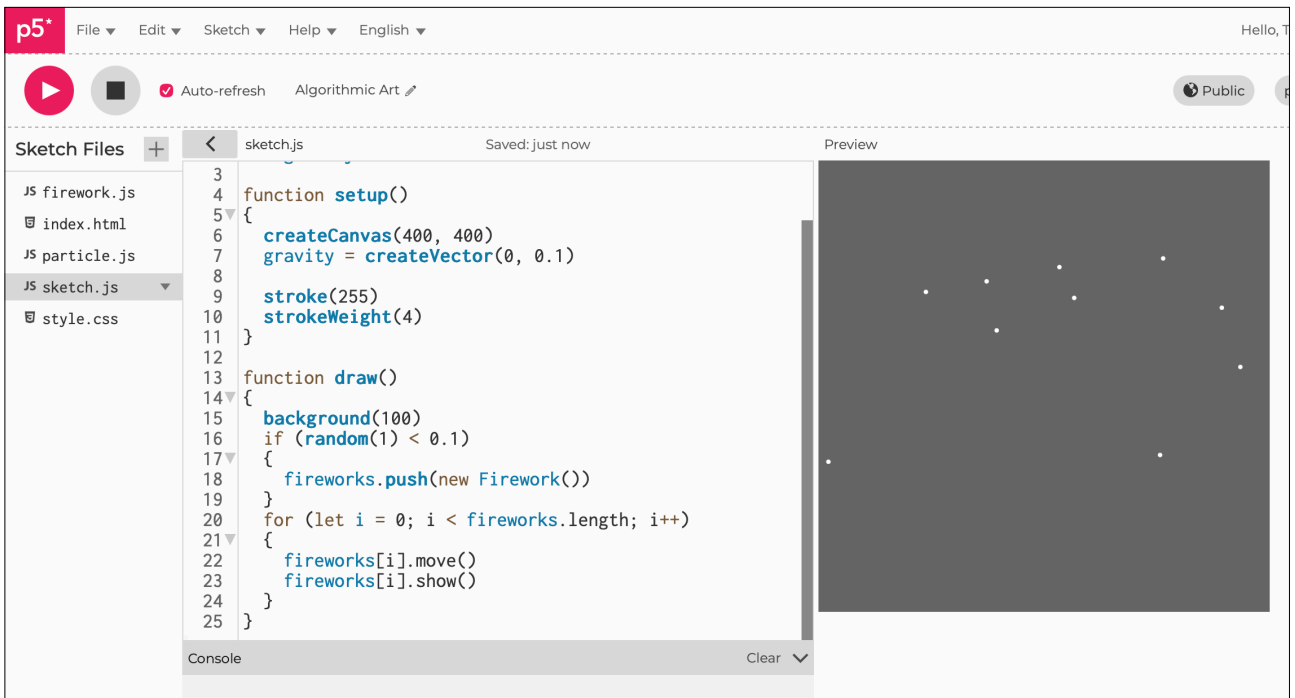 p5* File Edit Sketch Help English Hello, T
Auto-refresh Algorithmic Art Public p
Sketch Files + < sketch.js Saved: just now Preview
JS firework.js
index.html
JS particle.js
JS sketch.js
style.css
3
4 function setup()
5 {
6 createCanvas(400, 400)
7 gravity = createVector(0, 0.1)
8
9 stroke(255)
10 strokeWeight(4)
11 }
12
13 function draw()
14 {
15 background(100)
16 if (random(1) < 0.1)
17 {
18 fireworks.push(new Firework())
19 }
20 for (let i = 0; i < fireworks.length; i++)
21 {
22 fireworks[i].move()
23 fireworks[i].show()
24 }
25 }
Console Clear